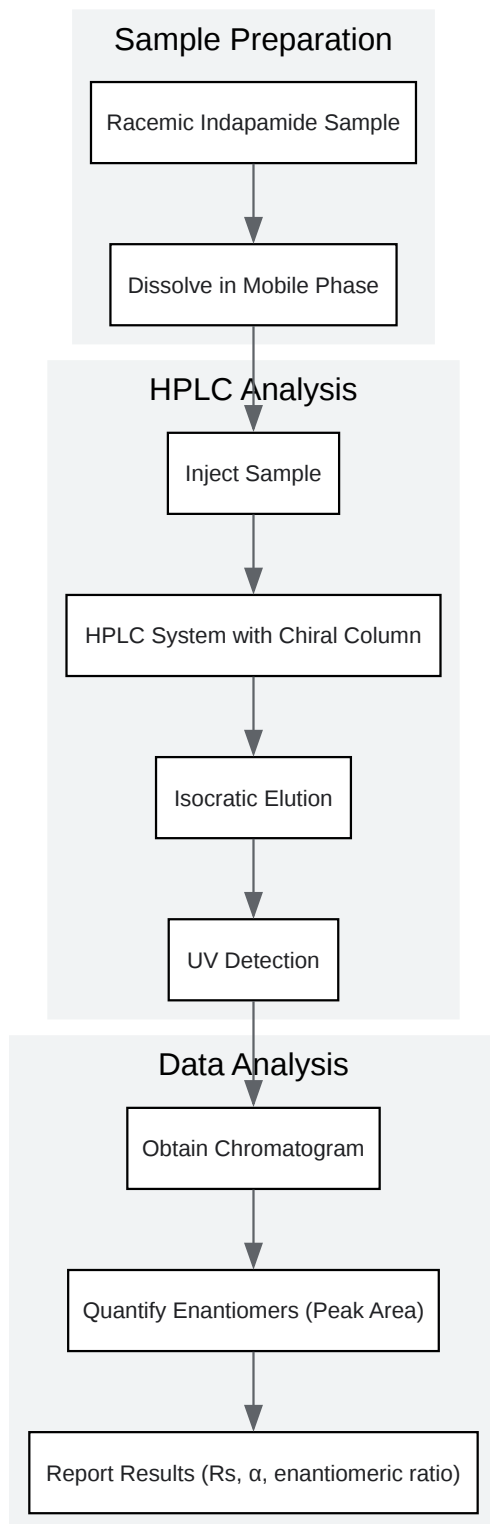 Sample Preparation
Racemic Indapamide Sample
Dissolve in Mobile Phase
HPLC Analysis
Inject Sample
HPLC System with Chiral Column
Isocratic Elution
UV Detection
Data Analysis
Obtain Chromatogram
Quantify Enantiomers (Peak Area)
Report Results (Rs, α, enantiomeric ratio)